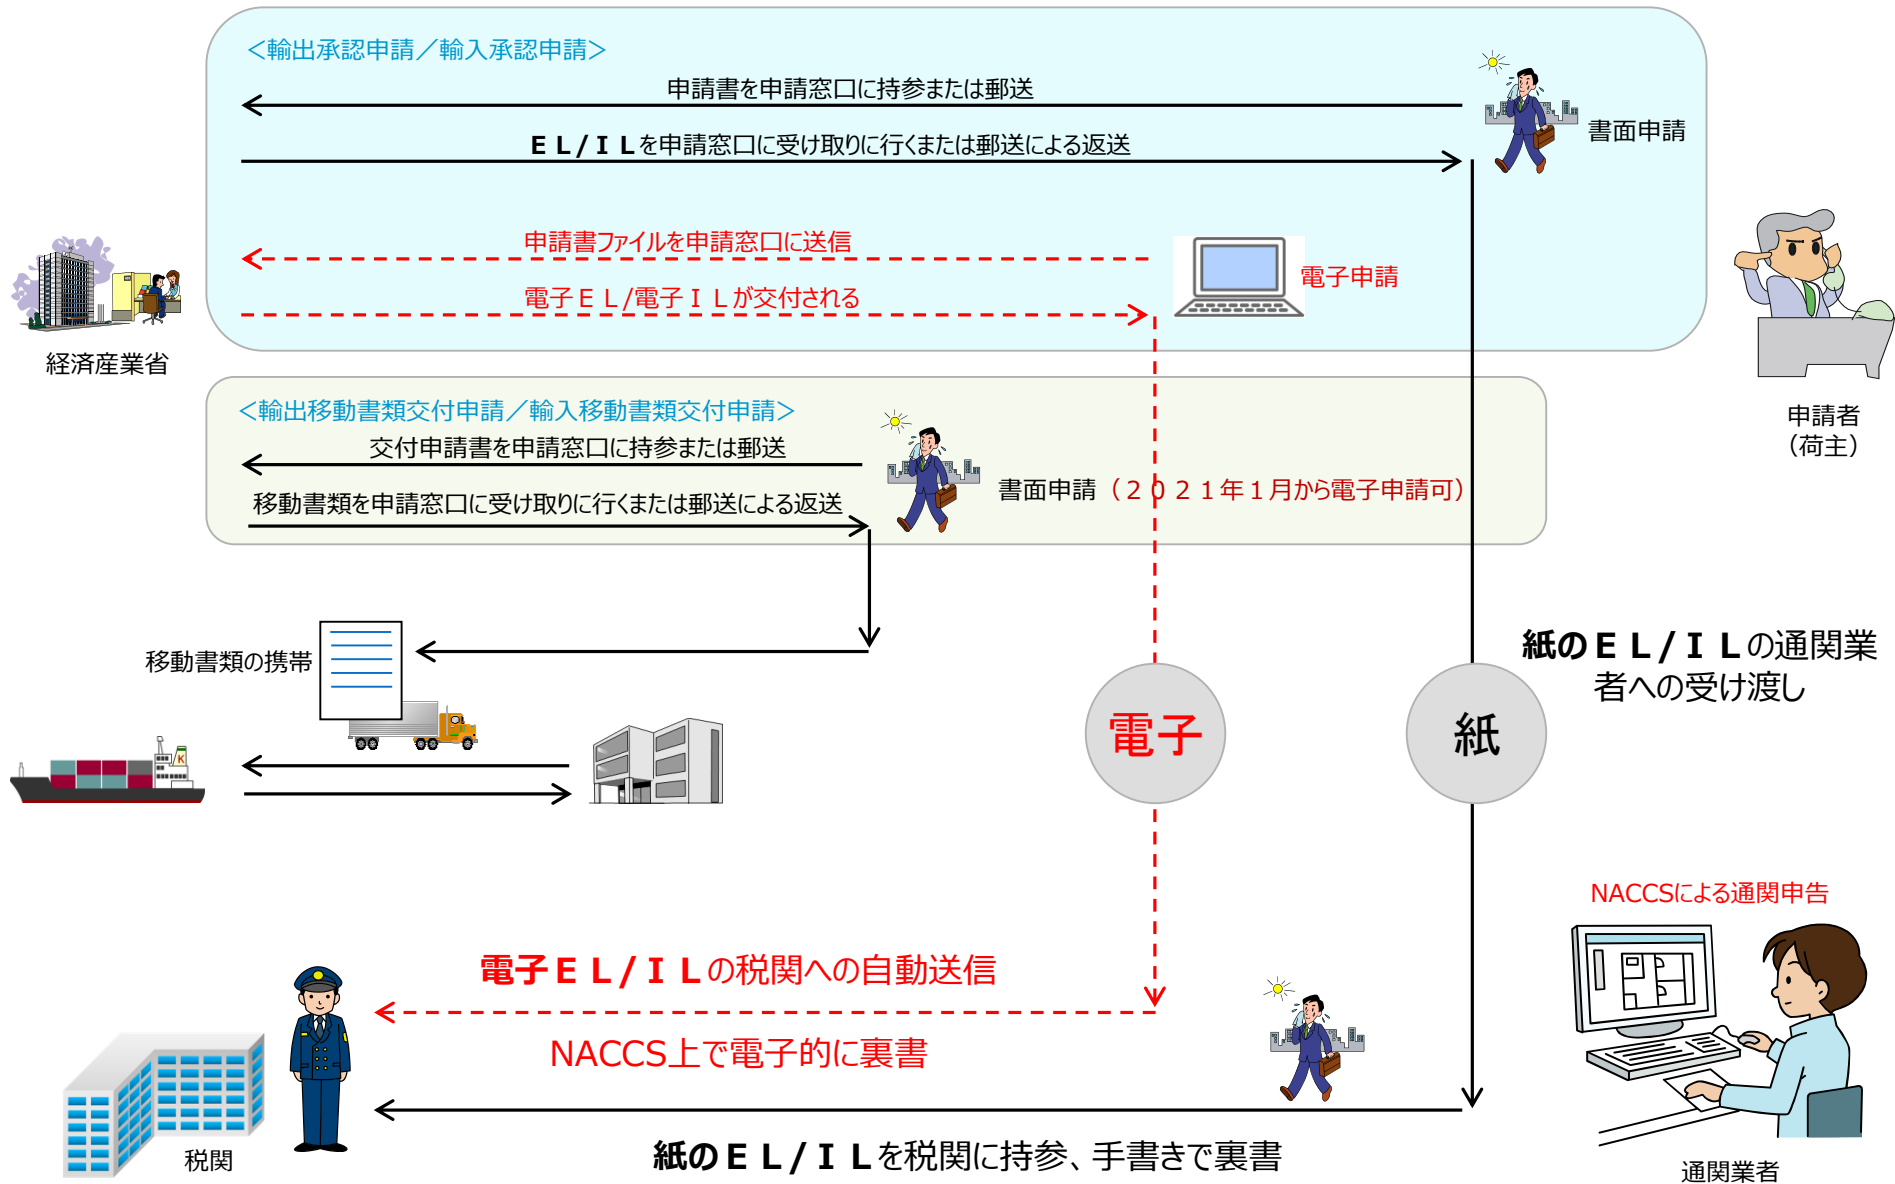 ＜輸出承認申請／輸入承認申請＞
申請書を申請窓口に持参または郵送
ＥＬ/ＩＬを申請窓口に受け取りに行くまたは郵送による返送
書面申請
申請書ファイルを申請窓口に送信
電子ＥＬ/電子ＩＬが交付される
電子申請
経済産業省
申請者
（荷主）
＜輸出移動書類交付申請／輸入移動書類交付申請＞
交付申請書を申請窓口に持参または郵送
移動書類を申請窓口に受け取りに行くまたは郵送による返送
書面申請（２０２１年１月から電子申請可）
移動書類の携帯
紙のＥＬ/ＩＬの通関業
者への受け渡し
電子
紙
K
NACCSによる通関申告
電子ＥＬ/ＩＬの税関への自動送信
NACCS上で電子的に裏書
紙のＥＬ/ＩＬを税関に持参、手書きで裏書
税関
通関業者